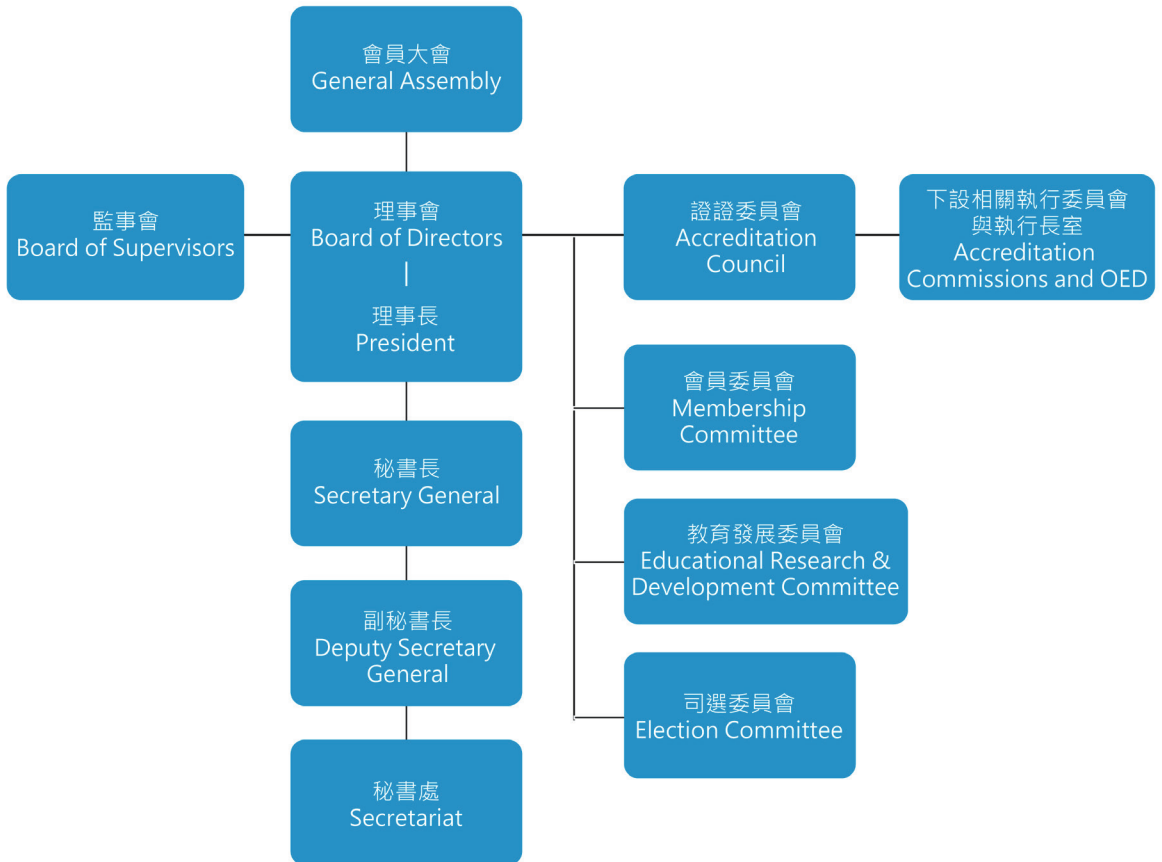 會員大會
General Assembly
監事會
Board of Supervisors
理事會
Board of Directors
理事長
President
證證委員會
Accreditation
Council
下設相關執行委員會
與執行長室
Accreditation
Commissions and OED
會員委員會
Membership
Committee
秘書長
Secretary General
教育發展委員會
Educational Research &
Development Committee
副秘書長
Deputy Secretary
General
司選委員會
Election Committee
秘書處
Secretariat